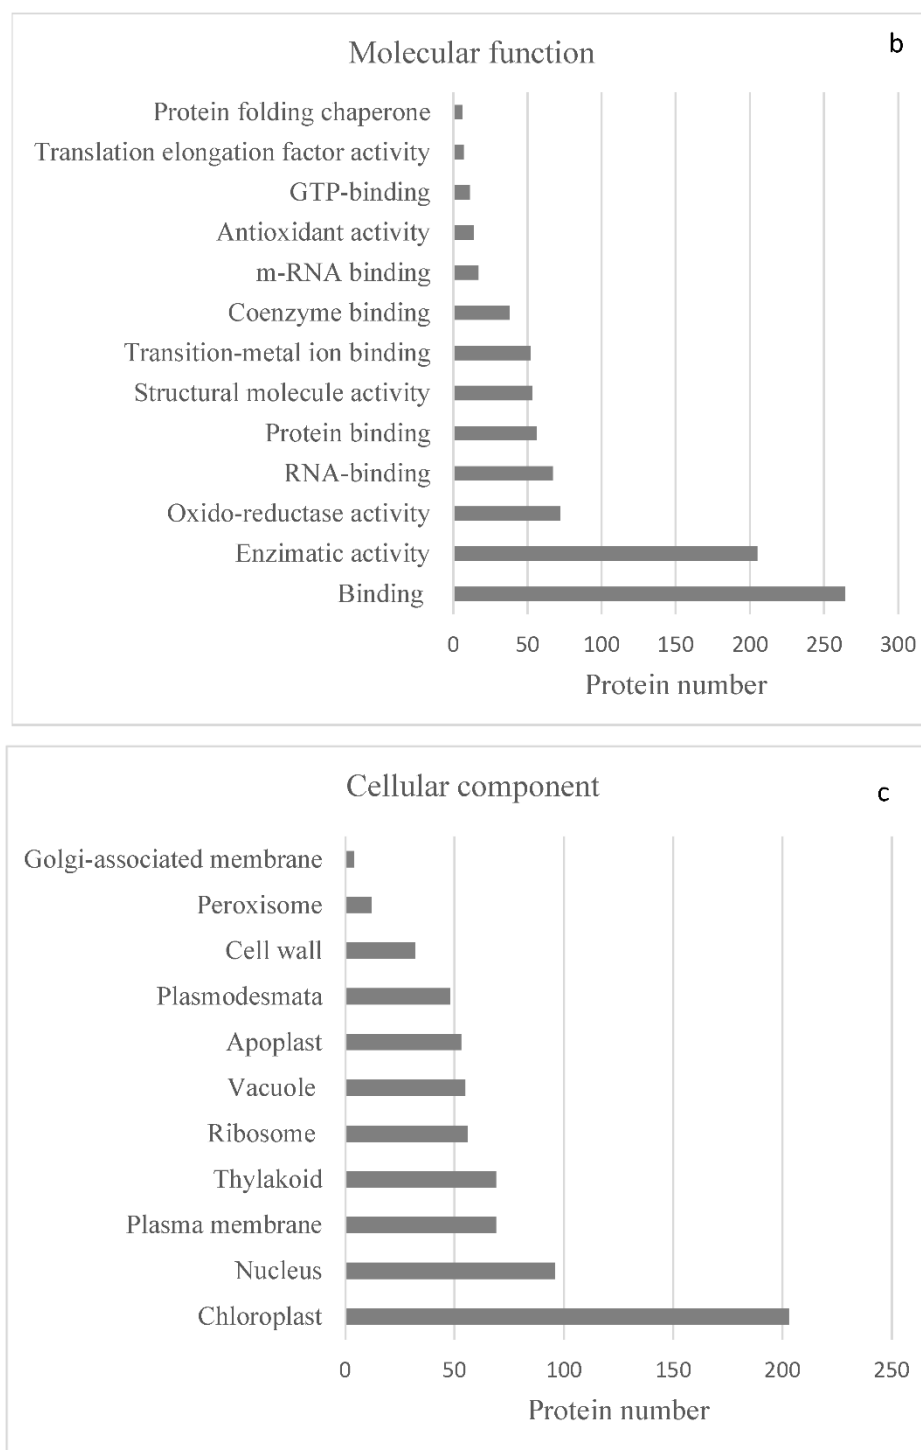 Molecular function
b
Protein folding chaperone
Translation elongation factor activity
GTP-binding
Antioxidant activity
m-RNA binding
Coenzyme binding
Transition-metal ion binding
Structural molecule activity
Protein binding
RNA-binding
Oxido-reductase activity
Enzimatic activity
Binding
0 50 100 150 200 250 300
Protein number
Cellular component
c
Golgi-associated membrane
Peroxisome
Cell wall
Plasmodesmata
Apoplast
Vacuole
Ribosome
Thylakoid
Plasma membrane
Nucleus
Chloroplast
0 50 100 150 200 250
Protein number